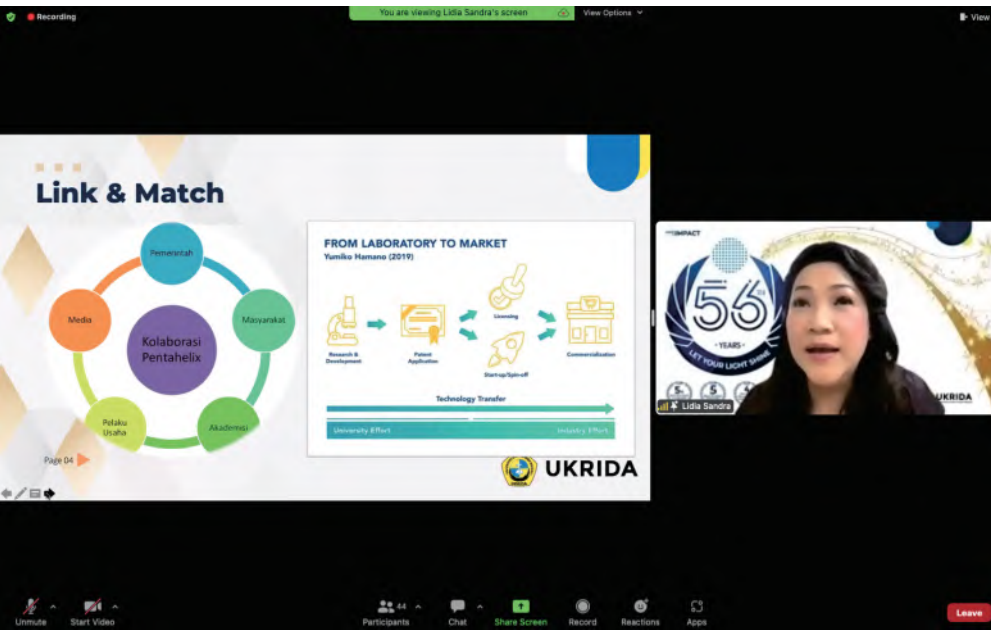 Recording
You are viewing Lidia Sandra's screen
View Options
View
Link & Match
Pemerintah
Media
Masyarakat
Kolaborasi
Pentahelix
Pelaku
Usaha
Akademisi
Page 04
FROM LABORATORY TO MARKET
Yumiko Hamano (2019)
Research &
Development
Patent
Application
Licensing
Start-up/Spin-off
Commercialization
Technology Transfer
University Effort
Industry Effort
UKRIDA
IMPACT
56
YEARS
LET YOUR LIGHT SHINE
UKRIDA
Lidia Sandra
Unmute
Start Video
44
Participants
Chat
Share Screen
Record
Reactions
Apps
Leave